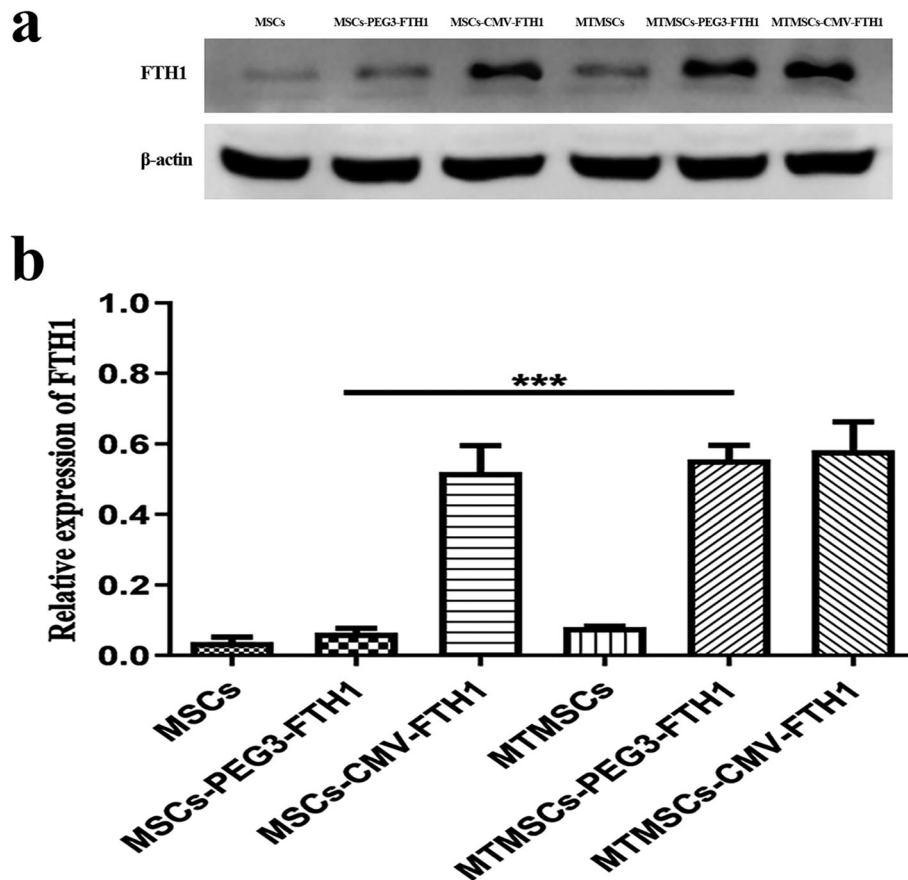 a
MSCs MSCs-PEG3-FTH1 MSCs-CMV-FTH1 MTMSCs MTMSCs-PEG3-FTH1 MTMSCs-CMV-FTH1
FTH1
β-actin
b
Relative expression of FTH1
1.0
0.8
0.6
0.4
0.2
0.0
***
MSCs
MSCs-PEG3-FTH1
MSCs-CMV-FTH1
MTMSCs
MTMSCs-PEG3-FTH1
MTMSCs-CMV-FTH1